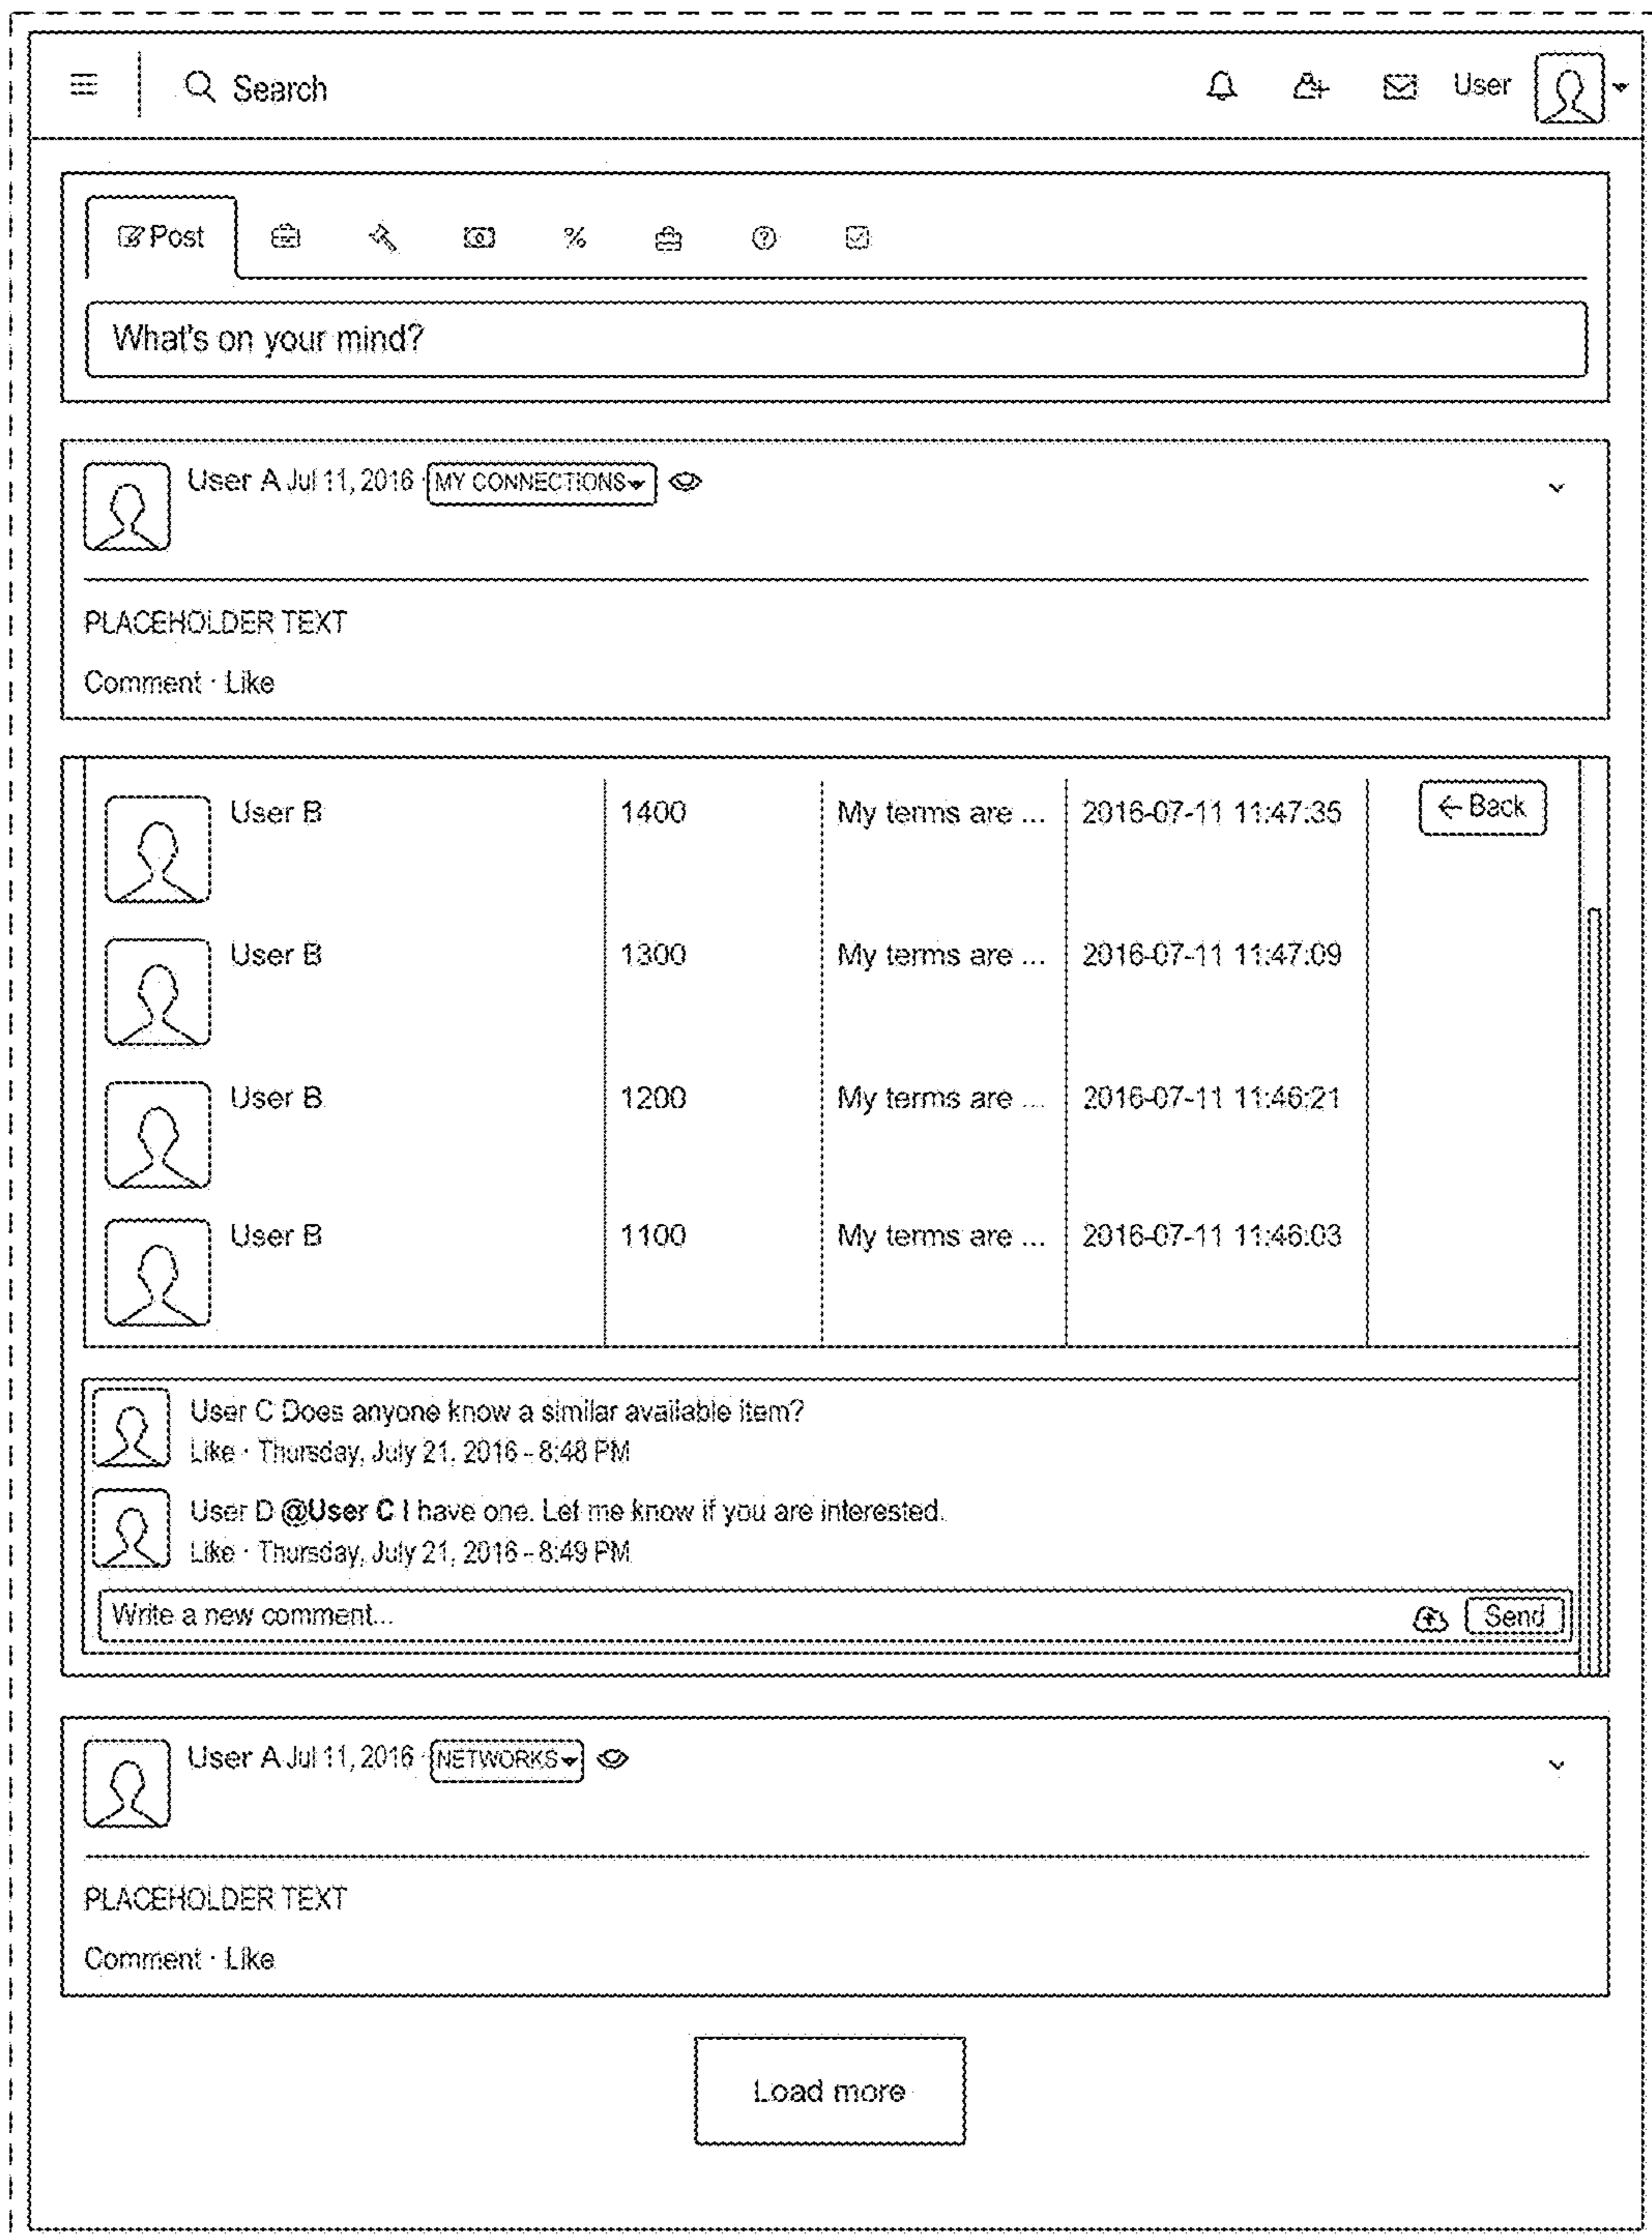 Search User
Post %
What's on your mind?
User A Jul 11, 2016 · MY CONNECTIONS
PLACEHOLDER TEXT
Comment · Like
User B 1400 My terms are ... 2016-07-11 11:47:35 ← Back
User B 1300 My terms are ... 2016-07-11 11:47:09
User B 1200 My terms are ... 2016-07-11 11:46:21
User B 1100 My terms are ... 2016-07-11 11:46:03
User C Does anyone know a similar available item?
Like · Thursday, July 21, 2016 - 8:48 PM
User D @User C I have one. Let me know if you are interested.
Like · Thursday, July 21, 2016 - 8:49 PM
Write a new comment... Send
User A Jul 11, 2016 · NETWORKS
PLACEHOLDER TEXT
Comment · Like
Load more